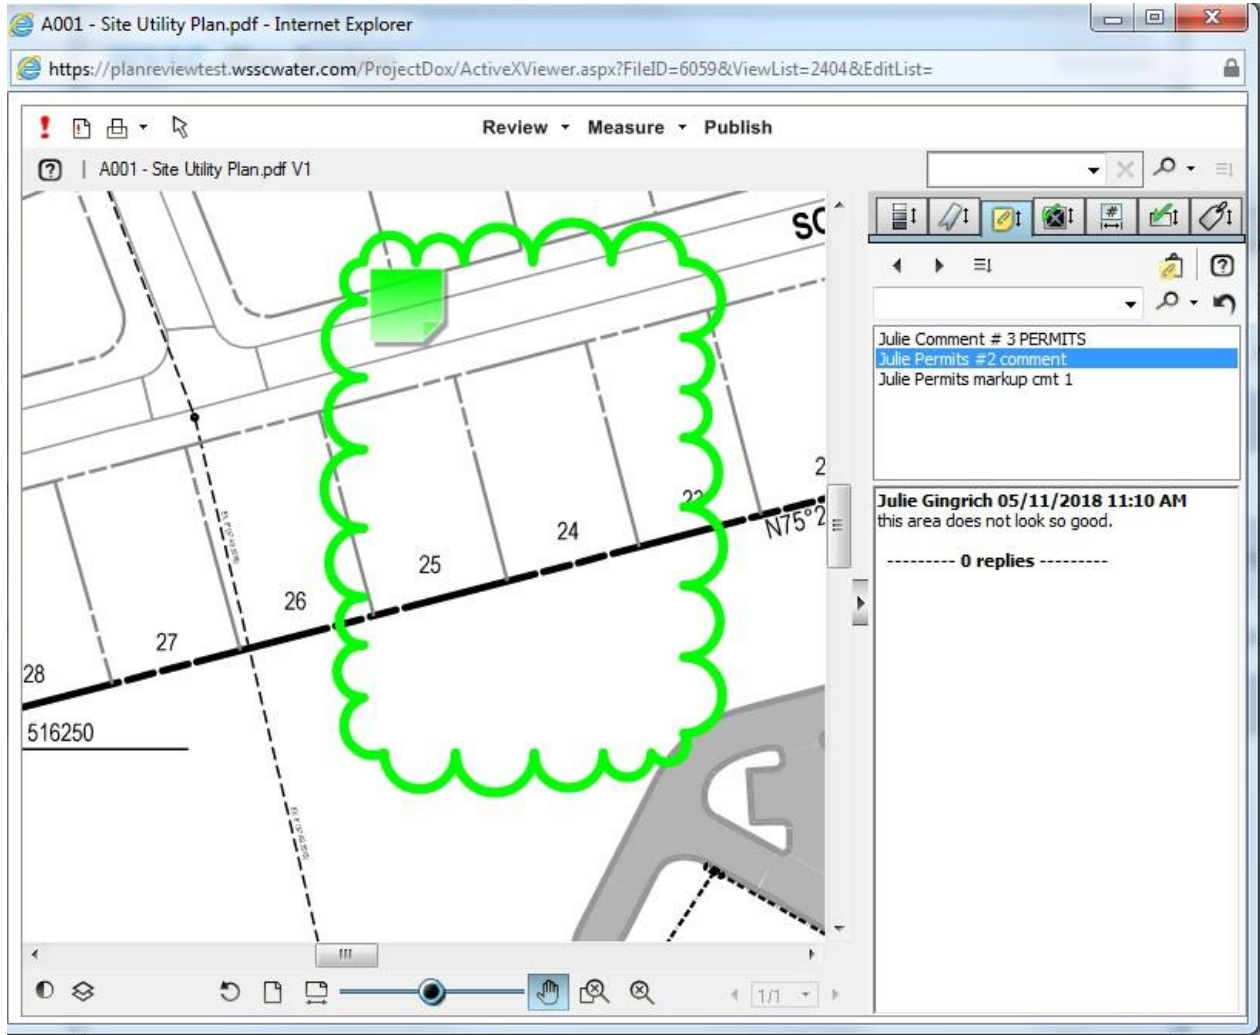 A001 - Site Utility Plan.pdf - Internet Explorer
https://planreviewtest.wsscwater.com/ProjectDox/ActiveXViewer.aspx?FileID=6059&ViewList=2404&EditList=
Review Measure Publish
A001 - Site Utility Plan.pdf V1
SC
Julie Comment # 3 PERMITS
Julie Permits #2 comment
Julie Permits markup cmt 1
2
23
N75°2
24
25
26
27
28
516250
Julie Gingrich 05/11/2018 11:10 AM
this area does not look so good.
--------- 0 replies ---------
1/1